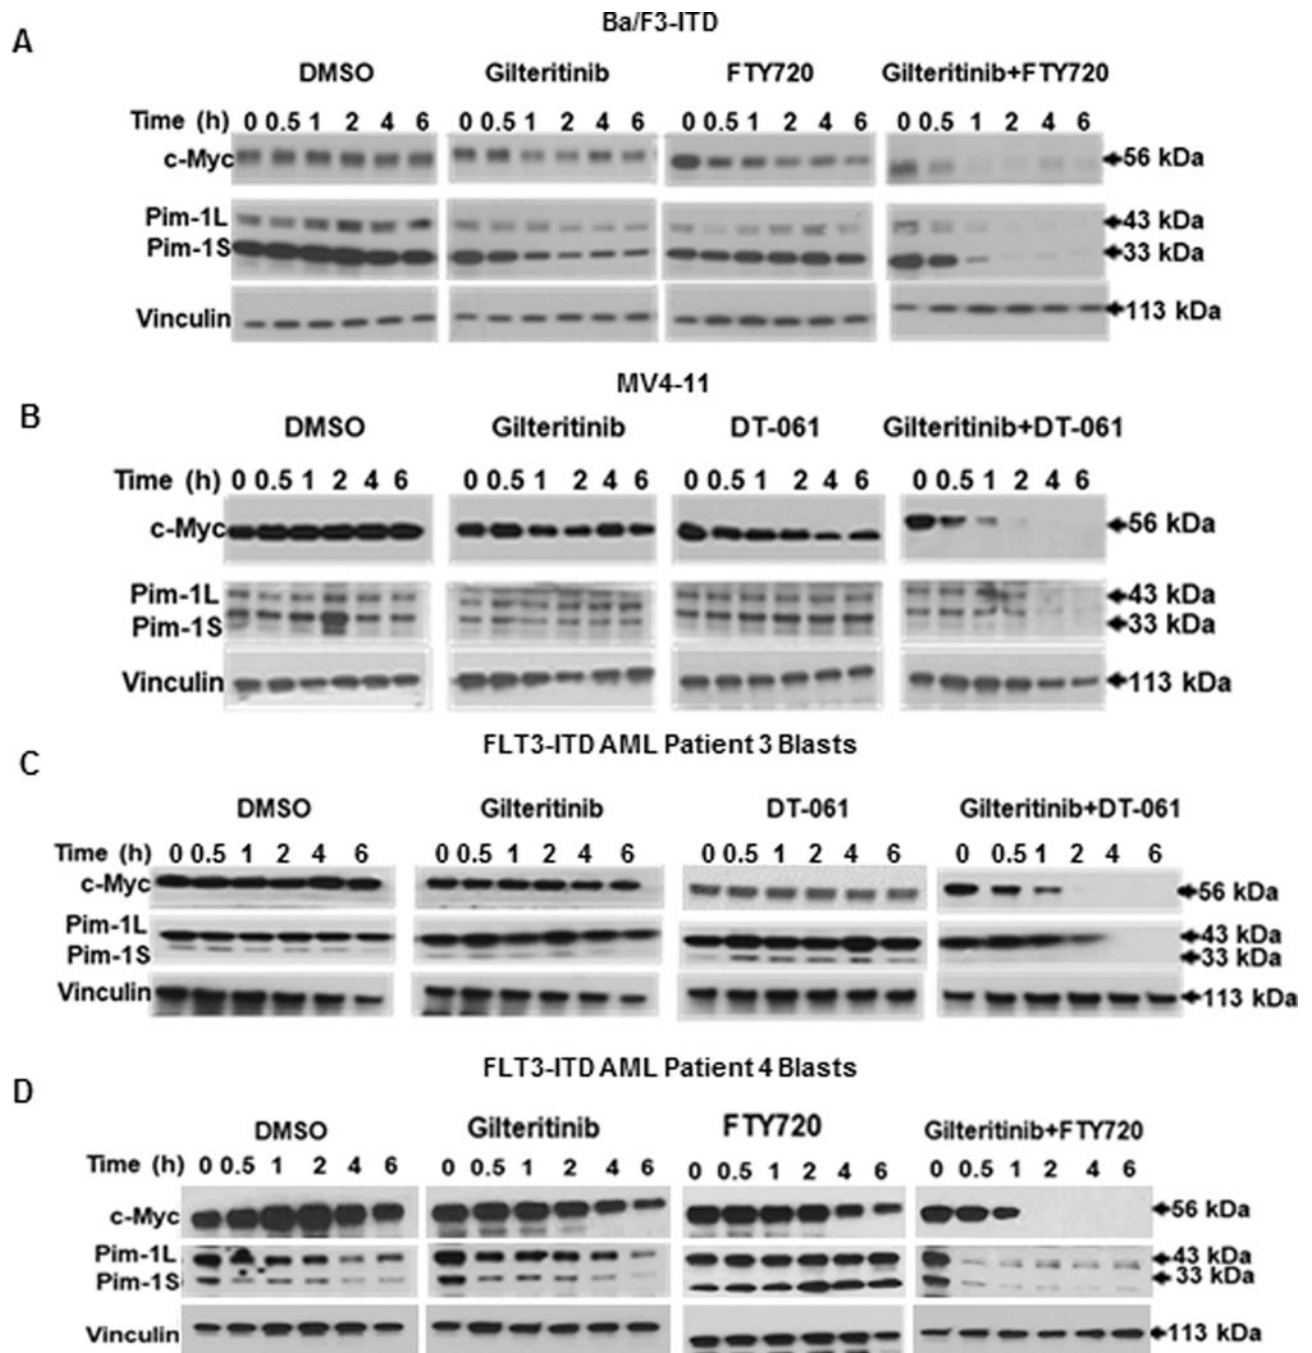 Ba/F3-ITD
A
DMSO Gilteritinib FTY720 Gilteritinib+FTY720
Time (h) 0 0.5 1 2 4 6 0 0.5 1 2 4 6 0 0.5 1 2 4 6 0 0.5 1 2 4 6
c-Myc 56 kDa
Pim-1L 43 kDa
Pim-1S 33 kDa
Vinculin 113 kDa
MV4-11
B
DMSO Gilteritinib DT-061 Gilteritinib+DT-061
Time (h) 0 0.5 1 2 4 6 0 0.5 1 2 4 6 0 0.5 1 2 4 6 0 0.5 1 2 4 6
c-Myc 56 kDa
Pim-1L 43 kDa
Pim-1S 33 kDa
Vinculin 113 kDa
FLT3-ITD AML Patient 3 Blasts
C
DMSO Gilteritinib DT-061 Gilteritinib+DT-061
Time (h) 0 0.5 1 2 4 6 0 0.5 1 2 4 6 0 0.5 1 2 4 6 0 0.5 1 2 4 6
c-Myc 56 kDa
Pim-1L 43 kDa
Pim-1S 33 kDa
Vinculin 113 kDa
FLT3-ITD AML Patient 4 Blasts
D
DMSO Gilteritinib FTY720 Gilteritinib+FTY720
Time (h) 0 0.5 1 2 4 6 0 0.5 1 2 4 6 0 0.5 1 2 4 6 0 0.5 1 2 4 6
c-Myc 56 kDa
Pim-1L 43 kDa
Pim-1S 33 kDa
Vinculin 113 kDa